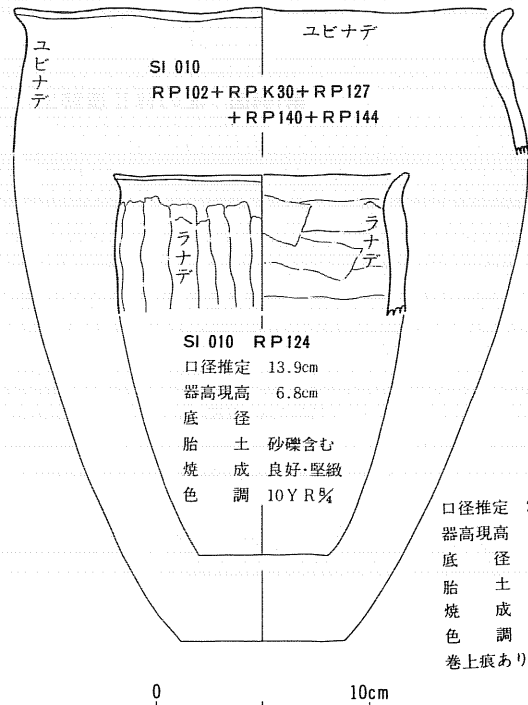 ユビナデ
ユビナデ
SI 010
RP102+RPK30+RP127
+RP140+RP144
ヘラナデ
ヘラナデ
SI 010 RP124
口径推定 13.9cm
器高現高 6.8cm
底径
胎土 砂礫含む
焼成 良好・堅緻
色調 10YR8/4
口径推定
器高現高
底径
胎土
焼成
色調
巻上痕あり
0 10cm